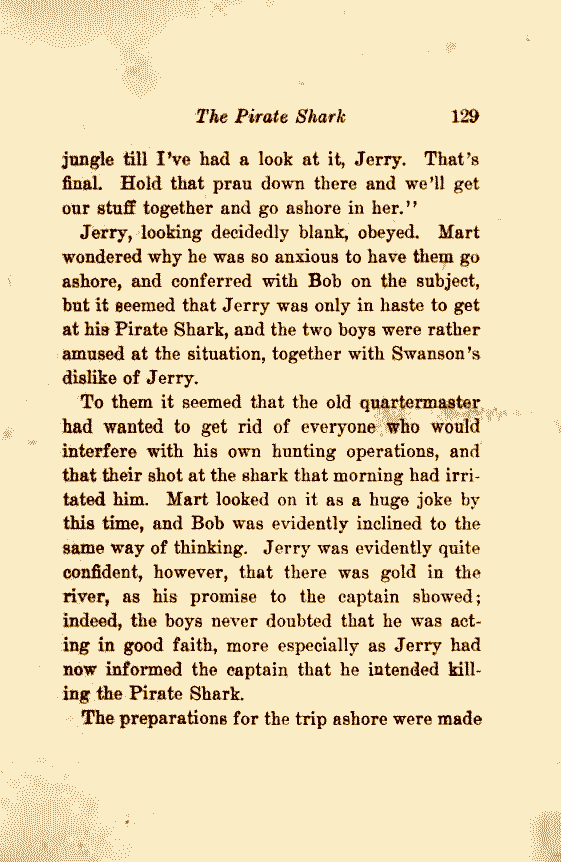 The Pirate Shark 129
jungle till I've had a look at it, Jerry. That's
final. Hold that prau down there and we'll get
our stuff together and go ashore in her."
Jerry, looking decidedly blank, obeyed. Mart
wondered why he was so anxious to have them go
ashore, and conferred with Bob on the subject,
but it seemed that Jerry was only in haste to get
at his Pirate Shark, and the two boys were rather
amused at the situation, together with Swanson's
dislike of Jerry.
To them it seemed that the old quartermaster
had wanted to get rid of everyone who would
interfere with his own hunting operations, and
that their shot at the shark that morning had irri-
tated him. Mart looked on it as a huge joke by
this time, and Bob was evidently inclined to the
same way of thinking. Jerry was evidently quite
confident, however, that there was gold in the
river, as his promise to the captain showed;
indeed, the boys never doubted that he was act-
ing in good faith, more especially as Jerry had
now informed the captain that he intended kill-
ing the Pirate Shark.
The preparations for the trip ashore were made